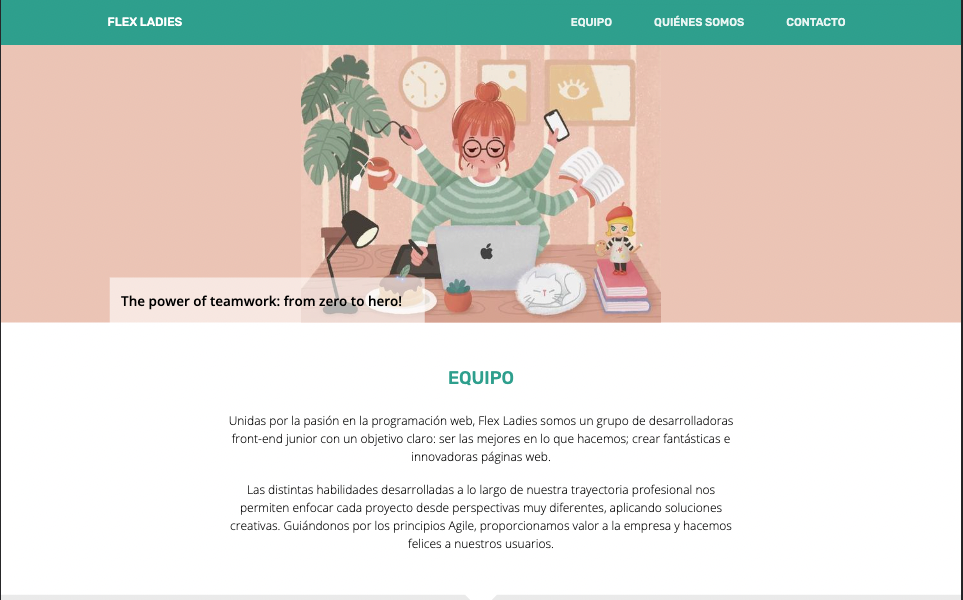 FLEX LADIES
EQUIPO
QUIÉNES SOMOS
CONTACTO
The power of teamwork: from zero to hero!
EQUIPO
Unidas por la pasión en la programación web, Flex Ladies somos un grupo de desarrolladoras
front-end junior con un objetivo claro: ser las mejores en lo que hacemos; crear fantásticas e
innovadoras páginas web.
Las distintas habilidades desarrolladas a lo largo de nuestra trayectoria profesional nos
permiten enfocar cada proyecto desde perspectivas muy diferentes, aplicando soluciones
creativas. Guiándonos por los principios Agile, proporcionamos valor a la empresa y hacemos
felices a nuestros usuarios.